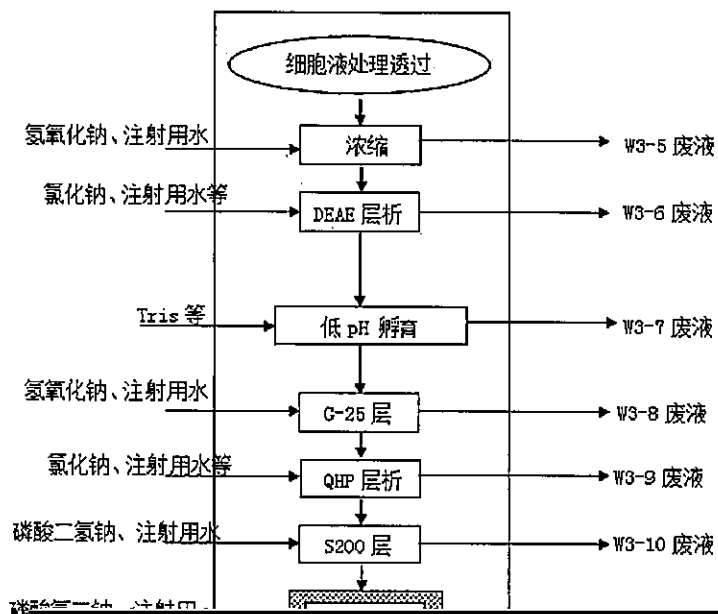 细胞液处理透过
氢氧化钠、注射用水
浓缩
W3-5 废液
氯化钠、注射用水等
DEAE 层析
W3-6 废液
Tris 等
低 pH 孵育
W3-7 废液
氢氧化钠、注射用水
G-25 层
W3-8 废液
氯化钠、注射用水等
QHP 层析
W3-9 废液
磷酸二氢钠、注射用水
S200 层
W3-10 废液